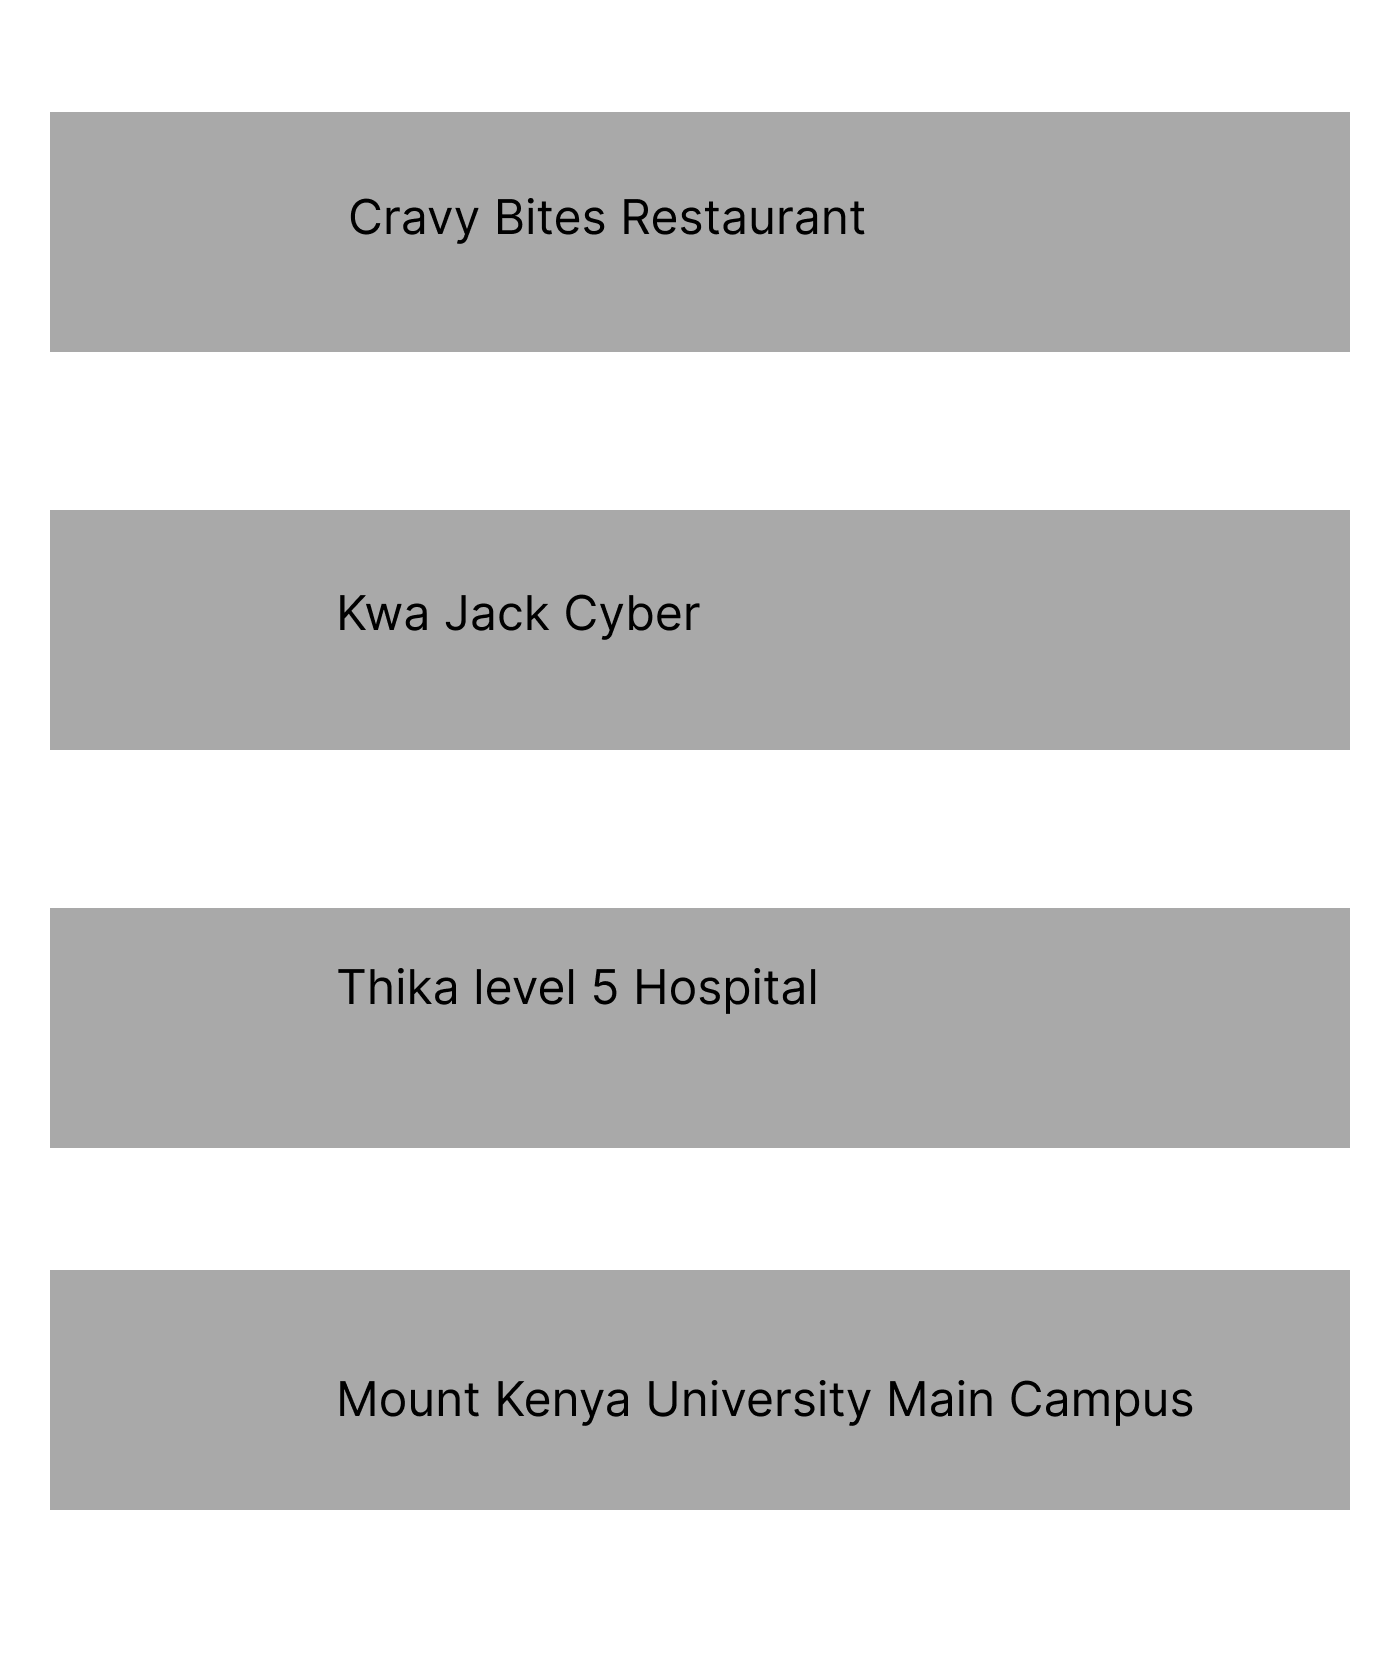 Cravy Bites Restaurant
Kwa Jack Cyber
Thika level 5 Hospital
Mount Kenya University Main Campus